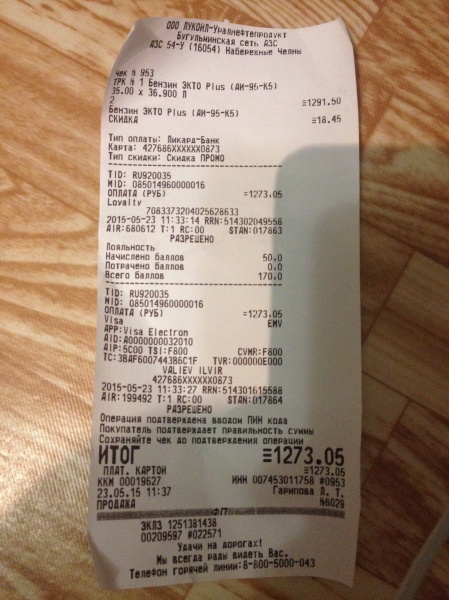 ООО ЛУКОЙЛ-Уралнефтепродукт
Бугульминская сеть АЗС
АЗС 54-У (16054) Набережные Челны
Чек № 953
ТРК № 1 Бензин ЭКТО Plus (АИ-95-К5)
35.00 x 36.900 Л
2 ≡1291.50
Бензин ЭКТО Plus (АИ-95-К5)
СКИДКА ≡18.45
Тип оплаты: Ликард-Банк
Карта: 427686XXXXXX0873
Тип скидки: Скидка ПРОМО
TID: RU920035
MID: 085014960000016
ОПЛАТА (РУБ) =1273.05
Loyalty
7083373204025628633
2015-05-23 11:33:14 RRN:514302049558
AIR:680612 T:1 RC:00 STAN:017863
РАЗРЕШЕНО
Лояльность
Начислено баллов 50.0
Потрачено баллов 0.0
Всего баллов 170.0
TID: RU920035
MID: 085014960000016
ОПЛАТА (РУБ) =1273.05
Visa EMV
APP:Visa Electron
AID:A0000000032010
AIP:5C00 TSI:F800 CVMR:F800
TC:3BAF6007443B6C1F TVR:000000E000
VALIEV ILVIR
427686XXXXXX0873
2015-05-23 11:33:27 RRN:514301615588
AIR:199492 T:1 RC:00 STAN:017864
РАЗРЕШЕНО
Операция подтверждена вводом ПИН кода
Покупатель подтверждает правильность суммы
Сохраняйте чек до подтверждения операции
ИТОГ ≡1273.05
ПЛАТ. КАРТОЙ ≡1273.05
ККМ 00019627 ИНН 007453011758 #0953
23.05.15 11:37 Гарипова Л. Т.
ПРОДАЖА №6029
ФП
ЭКЛЗ 1251381438
00209597 #022571
Удачи на дорогах!
Мы всегда рады видеть Вас.
Телефон горячей линии:8-800-5000-043